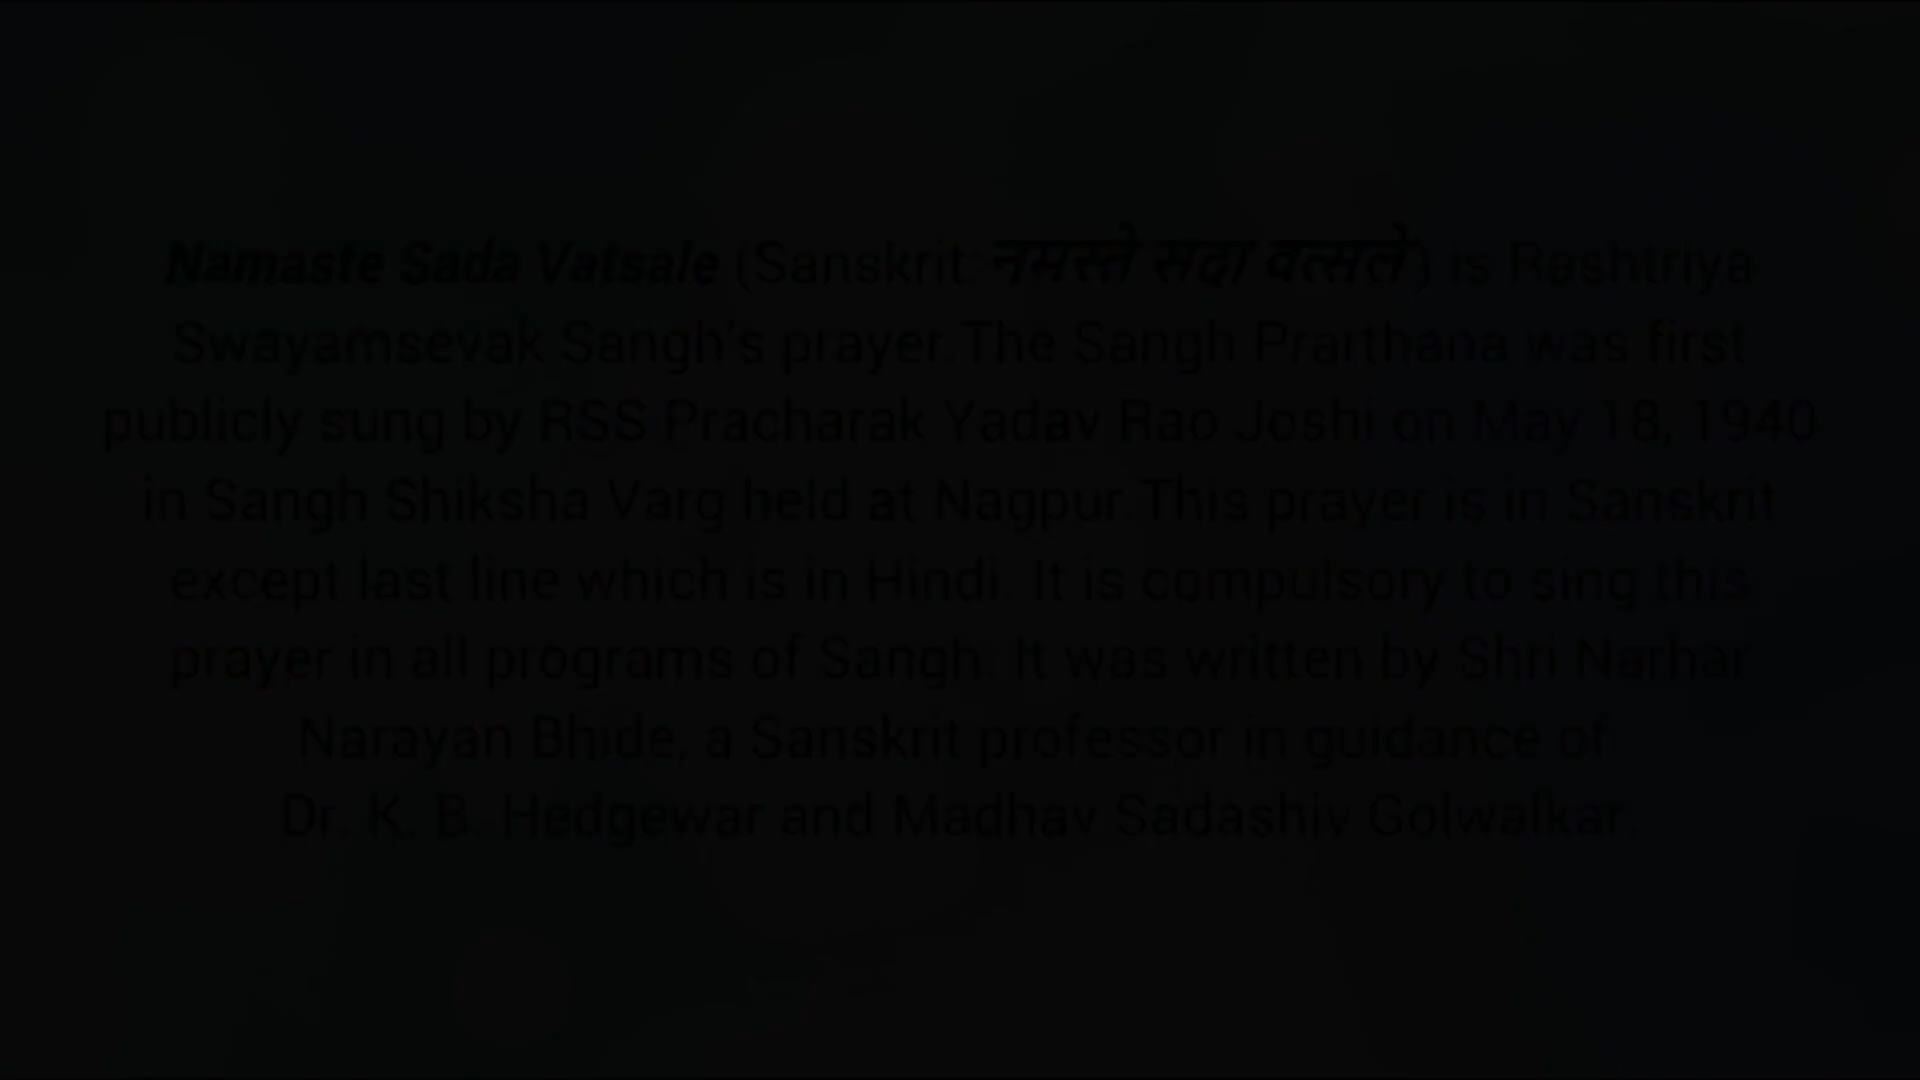 Namaste Sada Vatsale (Sanskrit: नमस्ते सदा वत्सले) is Rashtriya
Swayamsevak Sangh's prayer.The Sangh Prarthana was first
publicly sung by RSS Pracharak Yadav Rao Joshi on May 18, 1940
in Sangh Shiksha Varg held at Nagpur.This prayer is in Sanskrit
except last line which is in Hindi. It is compulsory to sing this
prayer in all programs of Sangh. It was written by Shri Narhar
Narayan Bhide, a Sanskrit professor in guidance of
Dr. K. B. Hedgewar and Madhav Sadashiv Golwalkar.